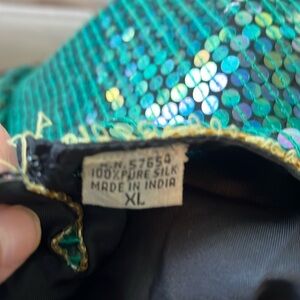 R.N. 57654
100% PURE SILK
MADE IN INDIA
XL